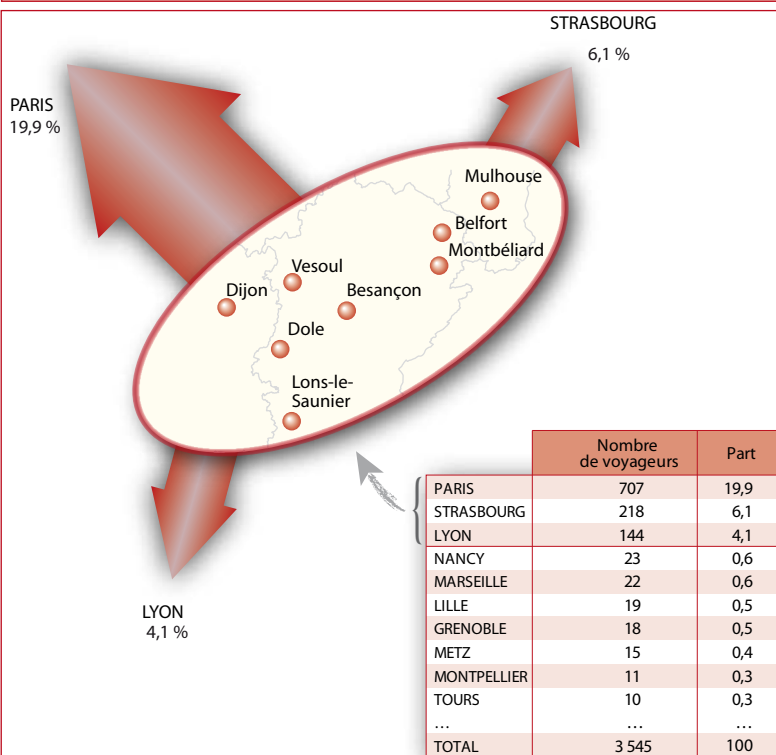 STRASBOURG
6,1 %
PARIS
19,9 %
Mulhouse
Belfort
Montbéliard
Vesoul
Dijon
Besançon
Dole
Lons-le-
Saunier
LYON
4,1 %
Nombre
de voyageurs
Part
PARIS 707 19,9
STRASBOURG 218 6,1
LYON 144 4,1
NANCY 23 0,6
MARSEILLE 22 0,6
LILLE 19 0,5
GRENOBLE 18 0,5
METZ 15 0,4
MONTPELLIER 11 0,3
TOURS 10 0,3
... ... ...
TOTAL 3 545 100